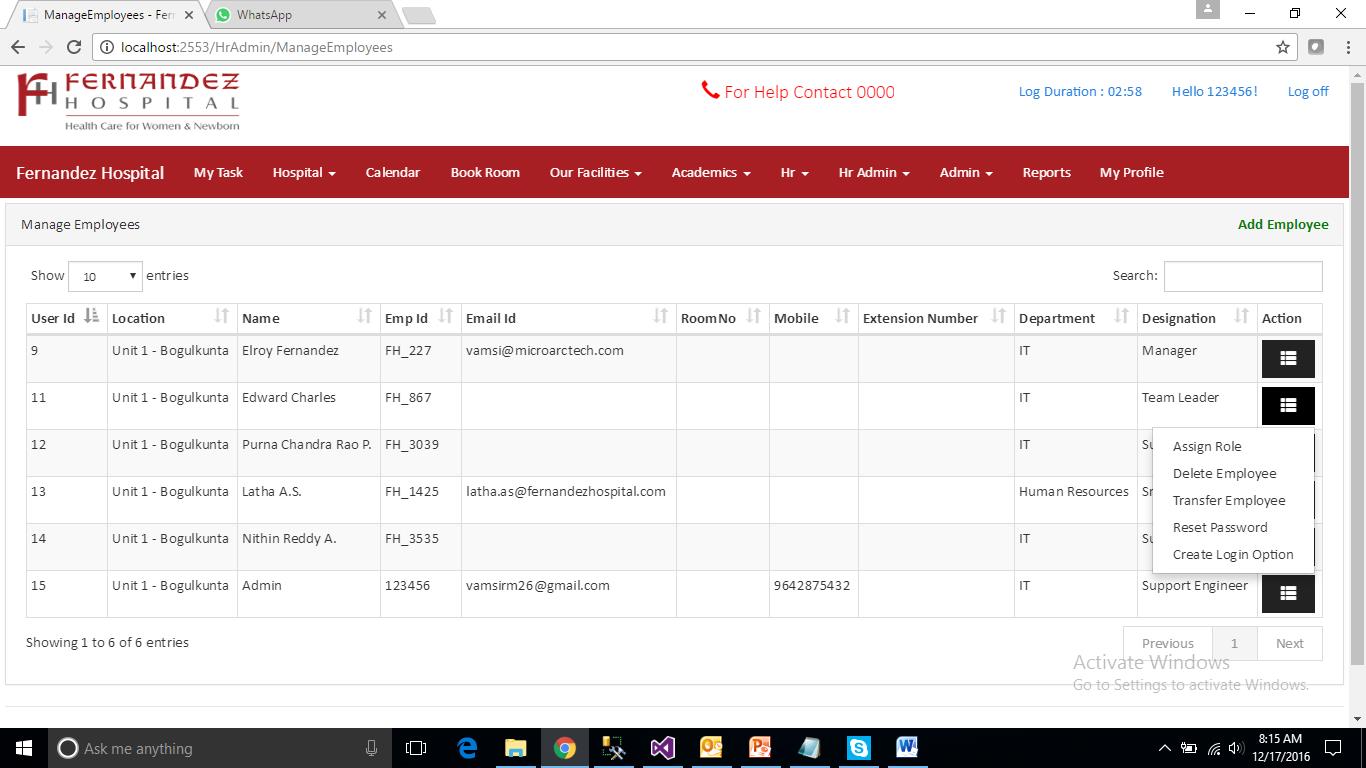 ManageEmployees - Fer
WhatsApp
localhost:2553/HrAdmin/ManageEmployees
FH FERNANDEZ
HOSPITAL
Health Care for Women & Newborn
For Help Contact 0000
Log Duration : 02:58 Hello 123456! Log off
Fernandez Hospital My Task Hospital Calendar Book Room Our Facilities Academics Hr Hr Admin Admin Reports My Profile
Manage Employees Add Employee
Show 10 entries Search:
User Id Location Name Emp Id Email Id RoomNo Mobile Extension Number Department Designation Action
9 Unit 1 - Bogulkunta Elroy Fernandez FH_227 vamsi@microarctech.com IT Manager
11 Unit 1 - Bogulkunta Edward Charles FH_867 IT Team Leader
12 Unit 1 - Bogulkunta Purna Chandra Rao P. FH_3039 IT Su
13 Unit 1 - Bogulkunta Latha A.S. FH_1425 latha.as@fernandezhospital.com Human Resources Sr
14 Unit 1 - Bogulkunta Nithin Reddy A. FH_3535 IT Su
15 Unit 1 - Bogulkunta Admin 123456 vamsirm26@gmail.com 9642875432 IT Support Engineer
Assign Role
Delete Employee
Transfer Employee
Reset Password
Create Login Option
Showing 1 to 6 of 6 entries Previous 1 Next
Activate Windows
Go to Settings to activate Windows.
Ask me anything
8:15 AM
12/17/2016